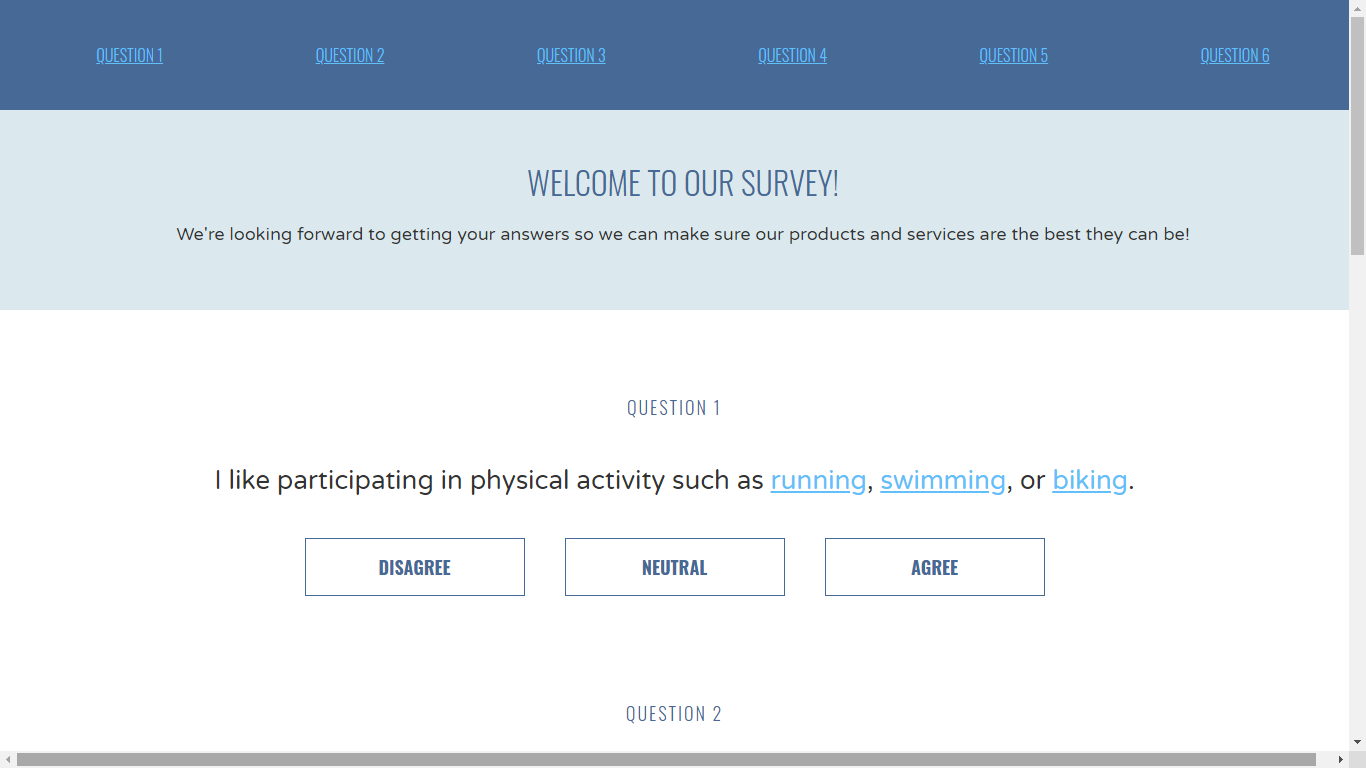 QUESTION 1 QUESTION 2 QUESTION 3 QUESTION 4 QUESTION 5 QUESTION 6
WELCOME TO OUR SURVEY!
We're looking forward to getting your answers so we can make sure our products and services are the best they can be!
QUESTION 1
I like participating in physical activity such as running, swimming, or biking.
DISAGREE NEUTRAL AGREE
QUESTION 2